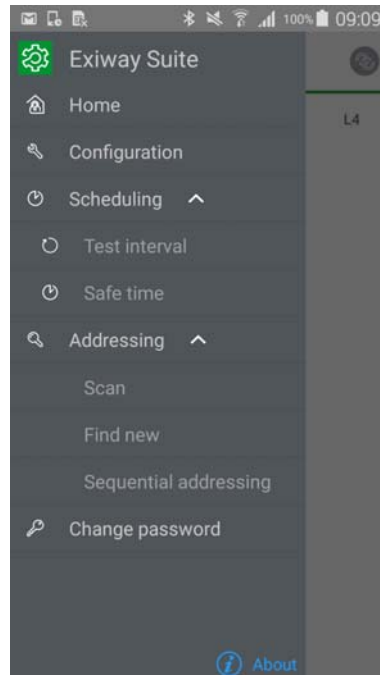 100% 09:09
Exiway Suite
Home
L4
Configuration
Scheduling
Test interval
Safe time
Addressing
Scan
Find new
Sequential addressing
Change password
i About